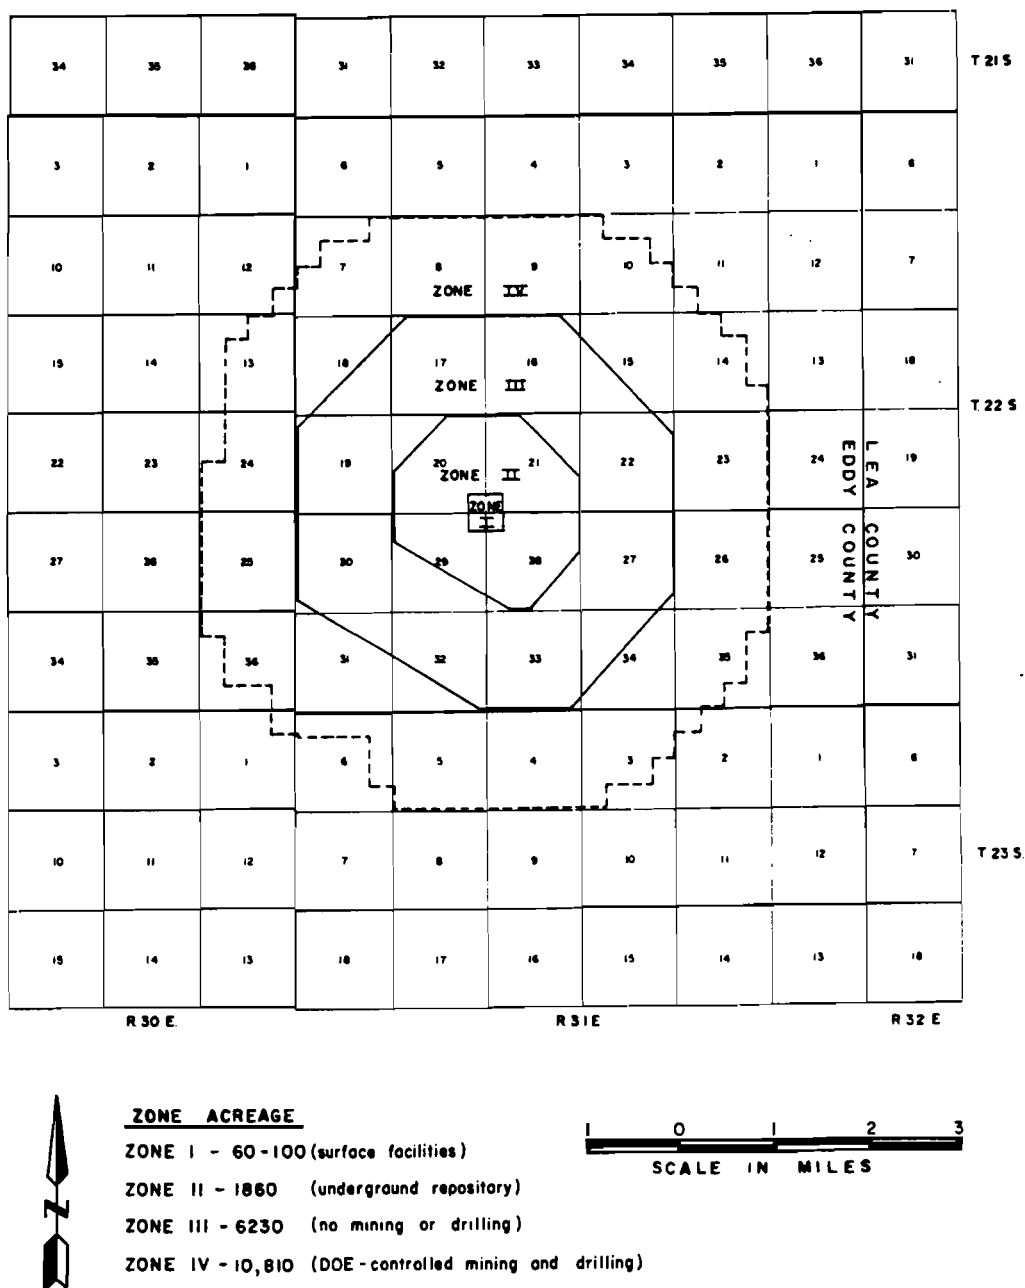 34 35 36 31 32 33 34 35 36 31 T 21 S
3 2 1 6 5 4 3 2 1 6
10 11 12 7 8 9 10 11 12 7
ZONE IV
15 14 13 18 17 16 15 14 13 18
ZONE III
T. 22 S
22 23 24 19 20 21 22 23 24 19
ZONE II
ZONE
I
LEA COUNTY
EDDY COUNTY
27 26 25 30 29 28 27 26 25 30
34 35 36 31 32 33 34 35 36 31
3 2 1 6 5 4 3 2 1 6
10 11 12 7 8 9 10 11 12 7 T 23 S.
15 14 13 18 17 16 15 14 13 18
R 30 E. R 31 E R 32 E
N
ZONE ACREAGE
ZONE I - 60-100 (surface facilities)
ZONE II - 1860 (underground repository)
ZONE III - 6230 (no mining or drilling)
ZONE IV - 10,810 (DOE-controlled mining and drilling)
1 0 1 2 3
SCALE IN MILES